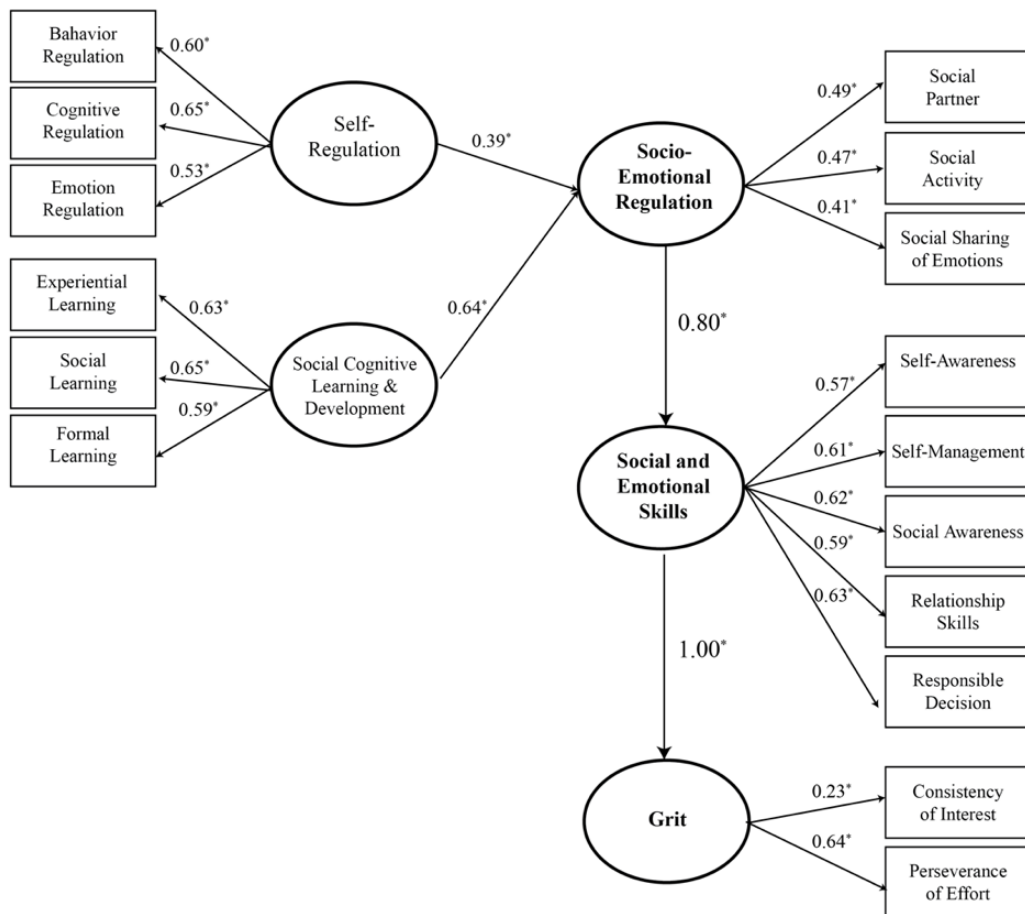 Bahavior
Regulation
0.60*
Cognitive
Regulation
0.65*
Emotion
Regulation
0.53*
Self-
Regulation
0.39*
Experiential
Learning
0.63*
Social
Learning
0.65*
Formal
Learning
0.59*
Social Cognitive
Learning &
Development
0.64*
Socio-
Emotional
Regulation
0.49*
Social
Partner
0.47*
Social
Activity
0.41*
Social Sharing
of Emotions
0.80*
Social and
Emotional
Skills
0.57*
Self-Awareness
0.61*
Self-Management
0.62*
Social Awareness
0.59*
Relationship
Skills
0.63*
Responsible
Decision
1.00*
Grit
0.23*
Consistency
of Interest
0.64*
Perseverance
of Effort